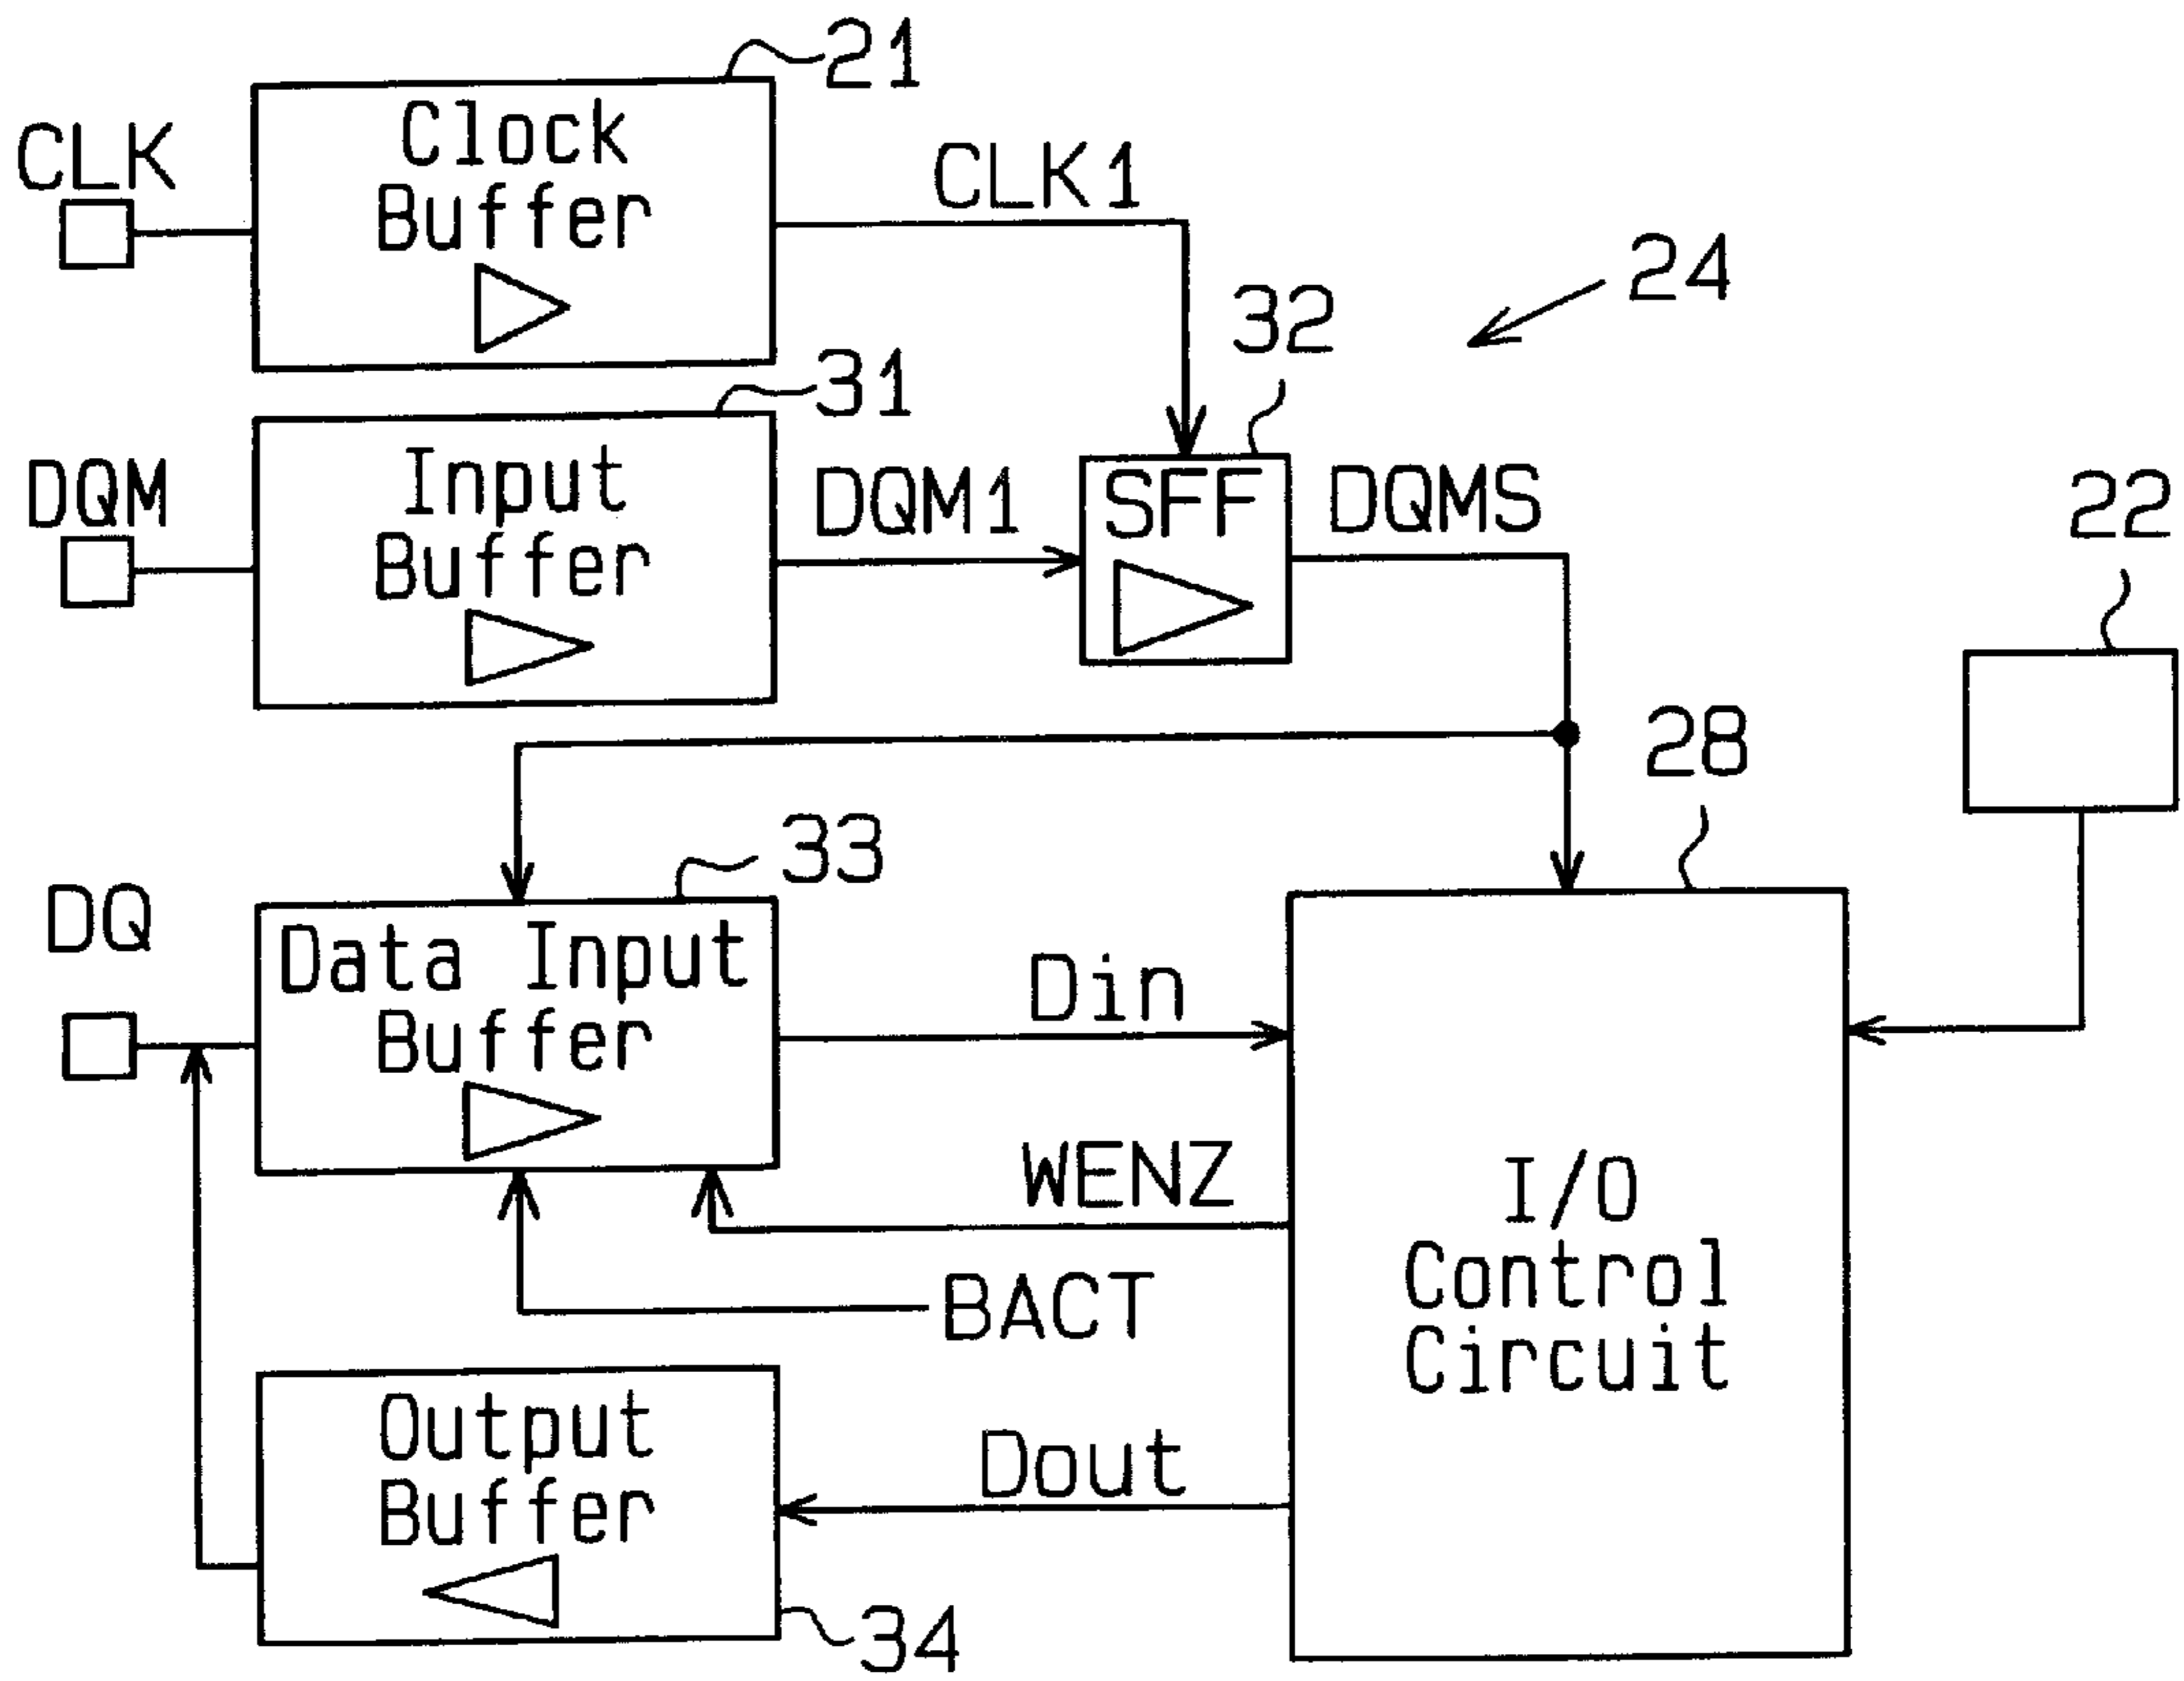 21
CLK
Clock
Buffer
CLK1
24
32
31
DQM
Input
Buffer
DQM1
SFF
DQMS
22
28
33
DQ
Data Input
Buffer
Din
WENZ
BACT
I/O
Control
Circuit
Output
Buffer
Dout
34